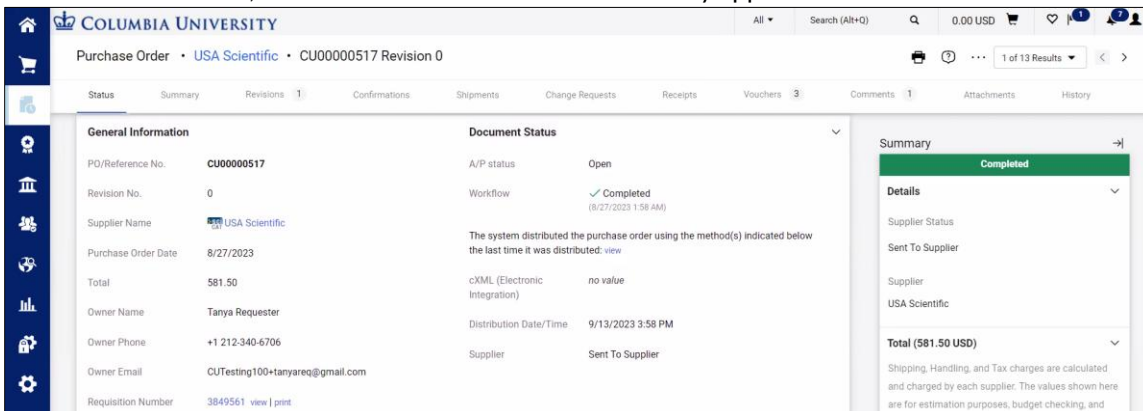 COLUMBIA UNIVERSITY
All
Search (Alt+Q)
0.00 USD
1
7
Purchase Order • USA Scientific • CU00000517 Revision 0
1 of 13 Results
Status
Summary
Revisions 1
Confirmations
Shipments
Change Requests
Receipts
Vouchers 3
Comments 1
Attachments
History
General Information
PO/Reference No. CU00000517
Revision No. 0
Supplier Name USA Scientific
Purchase Order Date 8/27/2023
Total 581.50
Owner Name Tanya Requester
Owner Phone +1 212-340-6706
Owner Email CUTesting100+tanyareq@gmail.com
Requisition Number 3849561 view | print
Document Status
A/P status Open
Workflow Completed
(8/27/2023 1:58 AM)
The system distributed the purchase order using the method(s) indicated below
the last time it was distributed: view
cXML (Electronic no value
Integration)
Distribution Date/Time 9/13/2023 3:58 PM
Supplier Sent To Supplier
Summary
Completed
Details
Supplier Status
Sent To Supplier
Supplier
USA Scientific
Total (581.50 USD)
Shipping, Handling, and Tax charges are calculated
and charged by each supplier. The values shown here
are for estimation purposes, budget checking, and